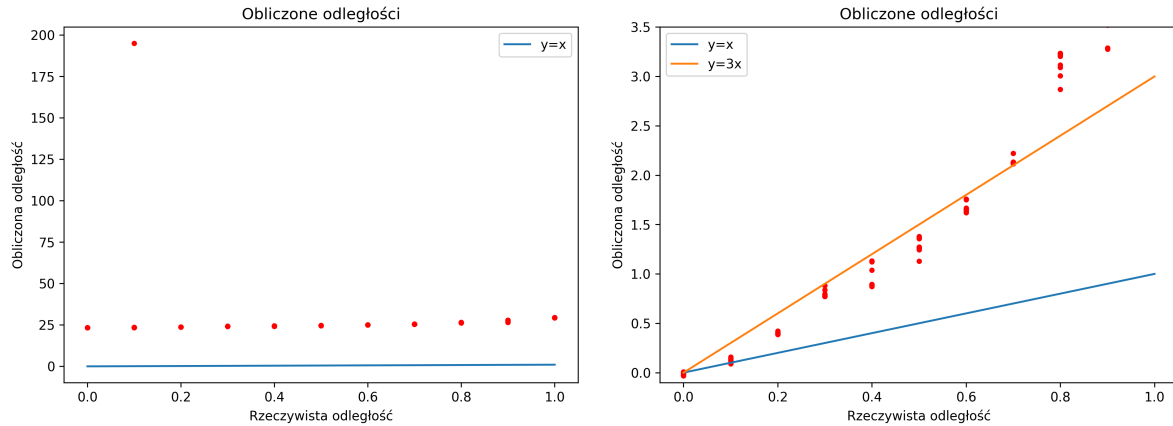 Obliczone odległości
200
175
150
125
100
75
50
25
0
Obliczona odległość
0.0 0.2 0.4 0.6 0.8 1.0
Rzeczywista odległość
y=x
Obliczone odległości
3.5
3.0
2.5
2.0
1.5
1.0
0.5
0.0
Obliczona odległość
0.0 0.2 0.4 0.6 0.8 1.0
Rzeczywista odległość
y=x
y=3x